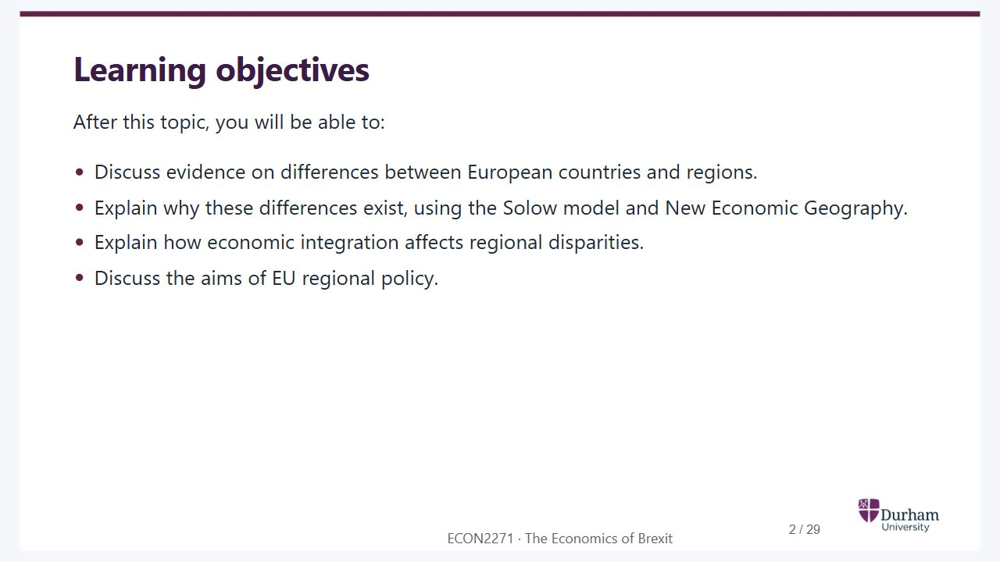 Learning objectives
After this topic, you will be able to:
• Discuss evidence on differences between European countries and regions.
• Explain why these differences exist, using the Solow model and New Economic Geography.
• Explain how economic integration affects regional disparities.
• Discuss the aims of EU regional policy.
ECON2271 · The Economics of Brexit
2 / 29
Durham
University